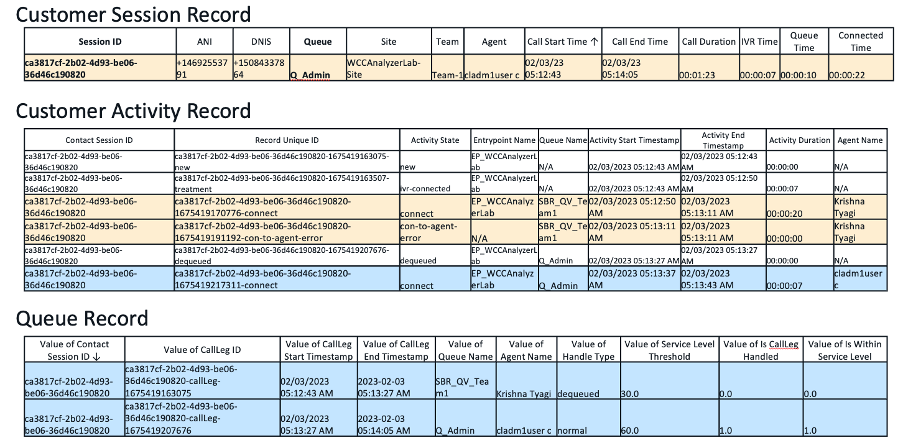 Customer Session Record
Session ID ANI DNIS Queue Site Team Agent Call Start Time ↑ Call End Time Call Duration IVR Time Queue Time Connected Time
ca3817cf-2b02-4d93-be06-36d46c190820 +14692553791 +15084337864 Q_Admin WCCAnalyzerLab-Site Team-1 cladm1user c 02/03/23 05:12:43 02/03/23 05:14:05 00:01:23 00:00:07 00:00:10 00:00:22
Customer Activity Record
Contact Session ID Record Unique ID Activity State Entrypoint Name Queue Name Activity Start Timestamp Activity End Timestamp Activity Duration Agent Name
ca3817cf-2b02-4d93-be06-36d46c190820 ca3817cf-2b02-4d93-be06-36d46c190820-1675419163075-new new EP_WCCAnalyzerLab N/A 02/03/2023 05:12:43 AM 02/03/2023 05:12:43 AM 00:00:00 N/A
ca3817cf-2b02-4d93-be06-36d46c190820 ca3817cf-2b02-4d93-be06-36d46c190820-1675419163507-treatment ivr-connected EP_WCCAnalyzerLab N/A 02/03/2023 05:12:43 AM 02/03/2023 05:12:50 AM 00:00:07 N/A
ca3817cf-2b02-4d93-be06-36d46c190820 ca3817cf-2b02-4d93-be06-36d46c190820-1675419170776-connect connect EP_WCCAnalyzerLab SBR_QV_Team1 02/03/2023 05:12:50 AM 02/03/2023 05:13:11 AM 00:00:20 Krishna Tyagi
ca3817cf-2b02-4d93-be06-36d46c190820 ca3817cf-2b02-4d93-be06-36d46c190820-1675419191192-con-to-agent-error con-to-agent-error N/A SBR_QV_Team1 02/03/2023 05:13:11 AM 02/03/2023 05:13:11 AM 00:00:00 Krishna Tyagi
ca3817cf-2b02-4d93-be06-36d46c190820 ca3817cf-2b02-4d93-be06-36d46c190820-1675419207676-dequeued dequeued EP_WCCAnalyzerLab Q_Admin 02/03/2023 05:13:27 AM 02/03/2023 05:13:27 AM 00:00:00 N/A
ca3817cf-2b02-4d93-be06-36d46c190820 ca3817cf-2b02-4d93-be06-36d46c190820-1675419217311-connect connect EP_WCCAnalyzerLab Q_Admin 02/03/2023 05:13:37 AM 02/03/2023 05:13:43 AM 00:00:07 cladm1user c
Queue Record
Value of Contact Session ID ↓ Value of CallLeg ID Value of CallLeg Start Timestamp Value of CallLeg End Timestamp Value of Queue Name Value of Agent Name Value of Handle Type Value of Service Level Threshold Value of Is CallLeg Handled Value of Is Within Service Level
ca3817cf-2b02-4d93-be06-36d46c190820 ca3817cf-2b02-4d93-be06-36d46c190820-callLeg-1675419163075 02/03/2023 05:12:43 AM 2023-02-03 05:13:27 AM SBR_QV_Team1 Krishna Tyagi dequeued 30.0 0.0 0.0
ca3817cf-2b02-4d93-be06-36d46c190820 ca3817cf-2b02-4d93-be06-36d46c190820-callLeg-1675419207676 02/03/2023 05:13:27 AM 2023-02-03 05:14:05 AM Q_Admin cladm1user c normal 60.0 1.0 1.0